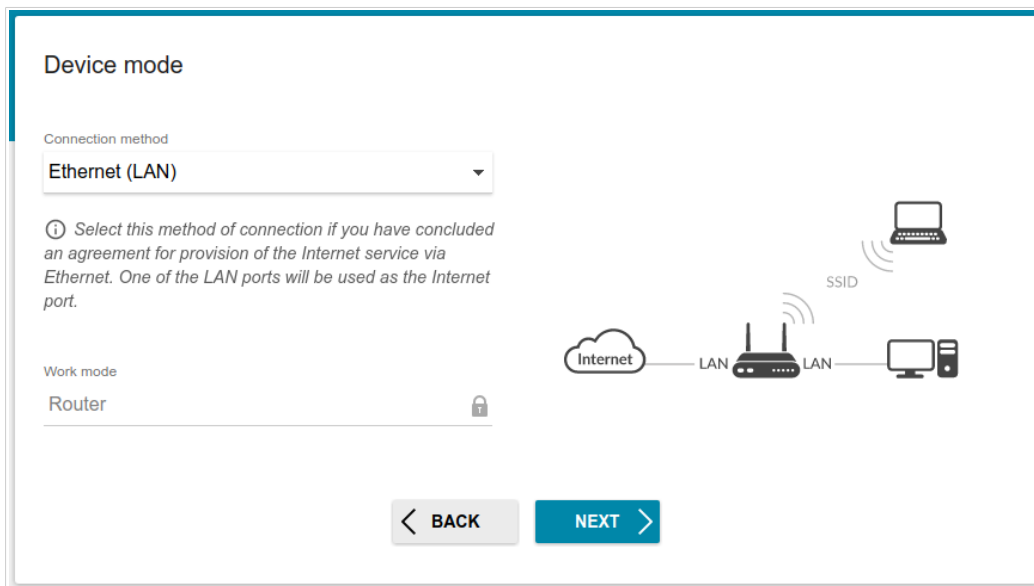 Device mode
Connection method
Ethernet (LAN)
Select this method of connection if you have concluded
an agreement for provision of the Internet service via
Ethernet. One of the LAN ports will be used as the Internet
port.
SSID
Internet
LAN
LAN
Work mode
Router
BACK
NEXT